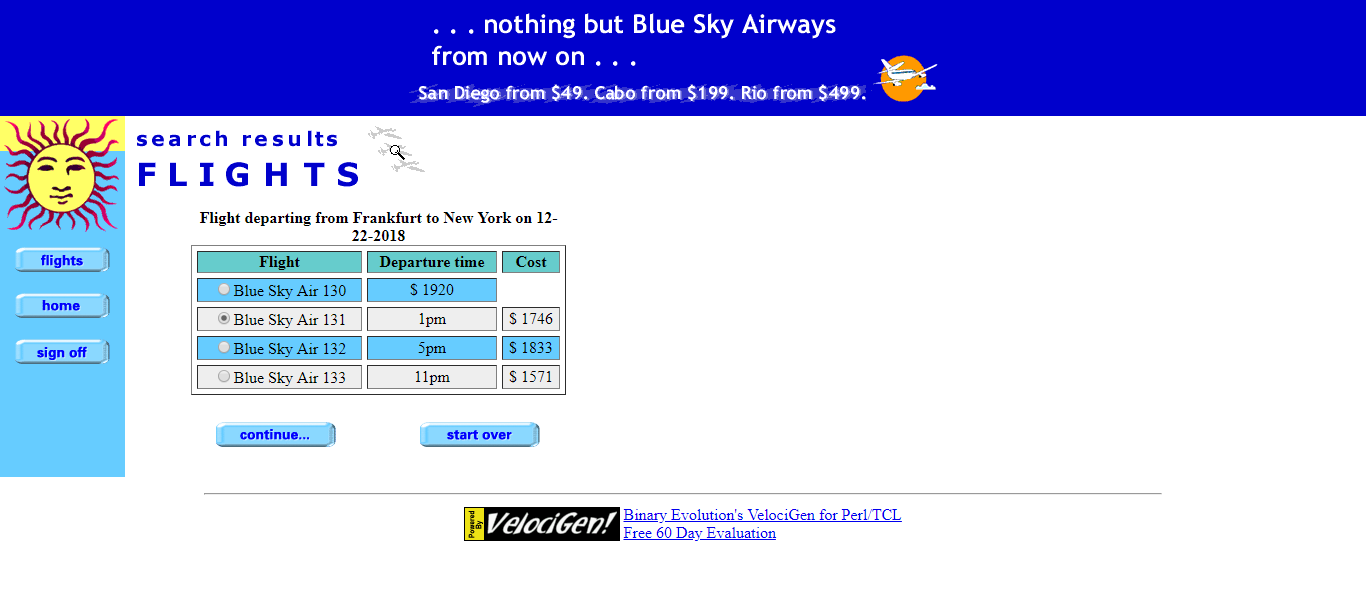 . . . nothing but Blue Sky Airways
from now on . . .
San Diego from $49. Cabo from $199. Rio from $499.
search results
FLIGHTS
flights
home
sign off
Flight departing from Frankfurt to New York on 12-
22-2018
Flight Departure time Cost
Blue Sky Air 130 $ 1920
Blue Sky Air 131 1pm $ 1746
Blue Sky Air 132 5pm $ 1833
Blue Sky Air 133 11pm $ 1571
continue... start over
Powered
By
VelociGen!
Binary Evolution's VelociGen for Perl/TCL
Free 60 Day Evaluation